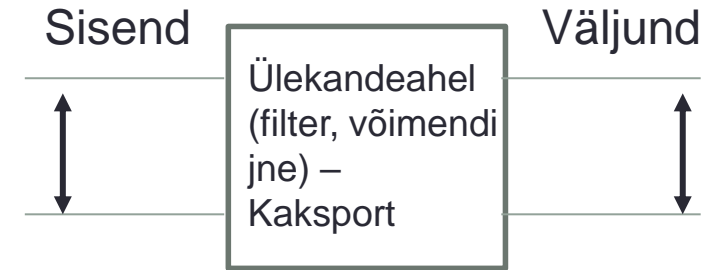 Sisend
Väljund
Ülekandeahel
(filter, võimendi
jne) –
Kaksport